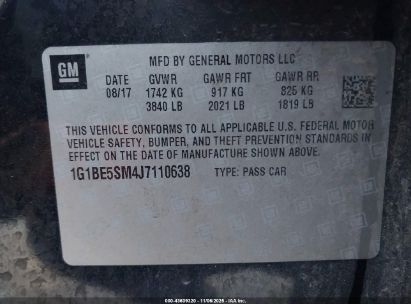 GM
MFD BY GENERAL MOTORS LLC
DATE GVWR GAWR FRT GAWR RR
08/17 1742 KG 917 KG 825 KG
3840 LB 2021 LB 1819 LB
THIS VEHICLE CONFORMS TO ALL APPLICABLE U.S. FEDERAL MOTOR
VEHICLE SAFETY, BUMPER, AND THEFT PREVENTION STANDARDS IN
EFFECT ON THE DATE OF MANUFACTURE SHOWN ABOVE.
1G1BE5SM4J7110638 TYPE: PASS CAR